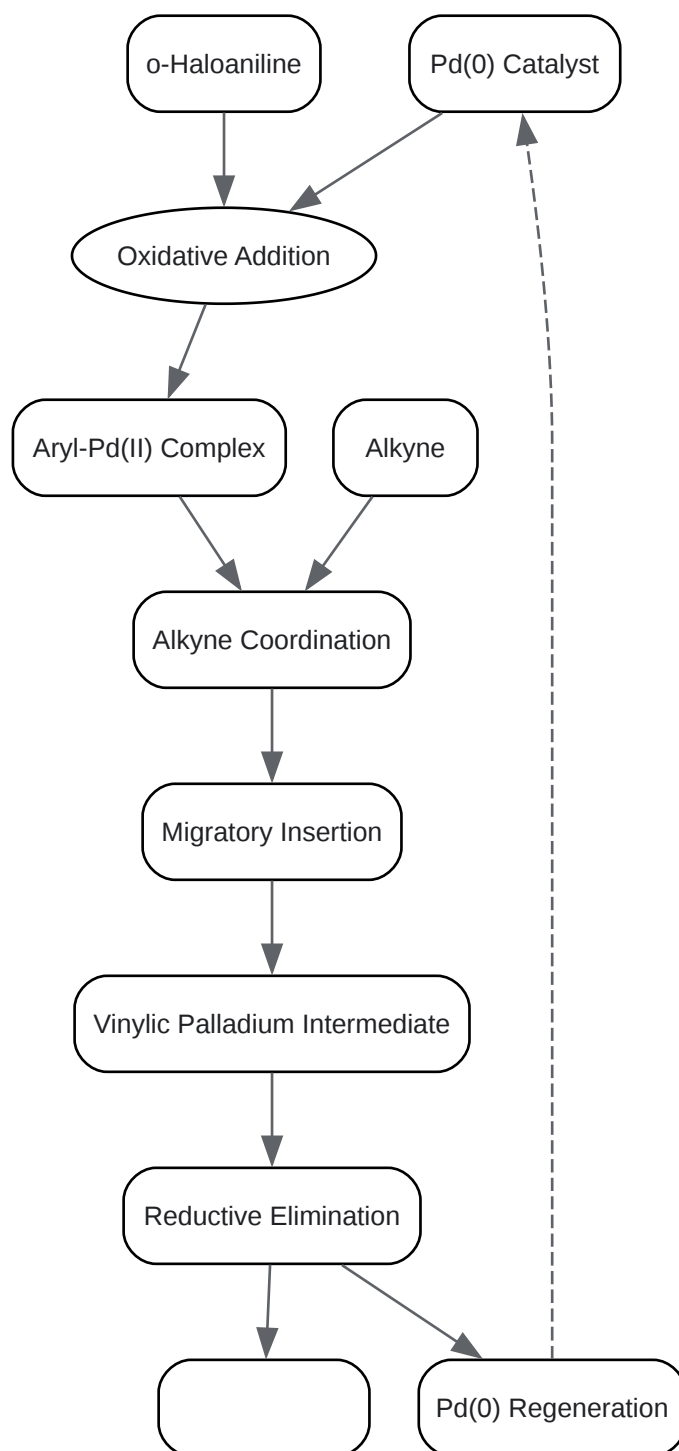 o-Haloaniline
Pd(0) Catalyst
Oxidative Addition
Aryl-Pd(II) Complex
Alkyne
Alkyne Coordination
Migratory Insertion
Vinylic Palladium Intermediate
Reductive Elimination
Pd(0) Regeneration